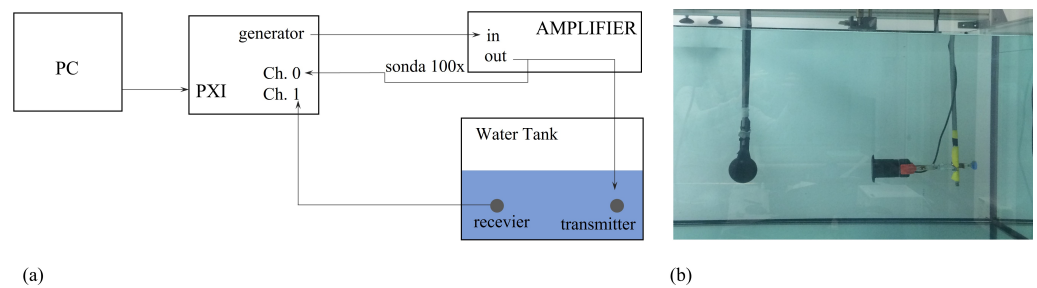 PC
generator
Ch. 0
Ch. 1
PXI
in
out
AMPLIFIER
sonda 100x
Water Tank
recevier
transmitter
(a)
(b)